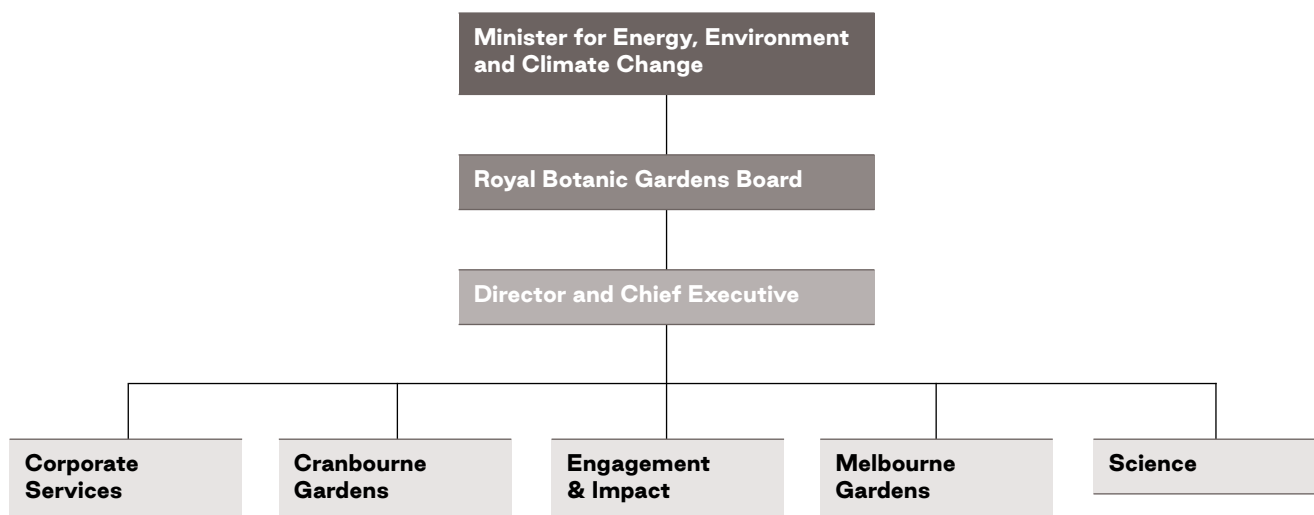 Minister for Energy, Environment
and Climate Change
Royal Botanic Gardens Board
Director and Chief Executive
Corporate
Services
Cranbourne
Gardens
Engagement
& Impact
Melbourne
Gardens
Science